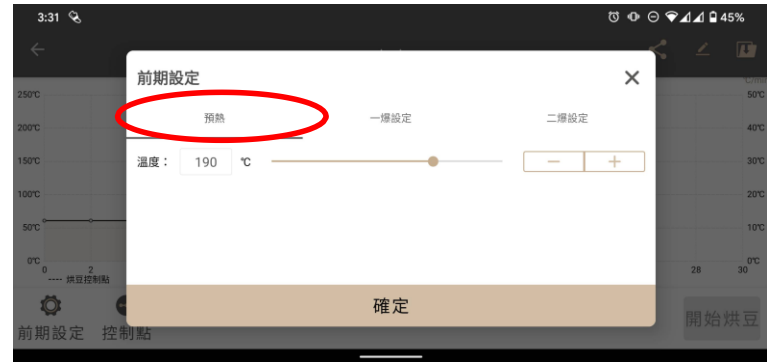 3:31
45%
前期設定
預熱
一爆設定
二爆設定
溫度：
190
℃
確定
℃/min
250℃
200℃
150℃
100℃
50℃
0℃
50℃
40℃
30℃
20℃
10℃
0℃
0
2
28
30
---- 烘豆控制點
前期設定
控制點
開始烘豆